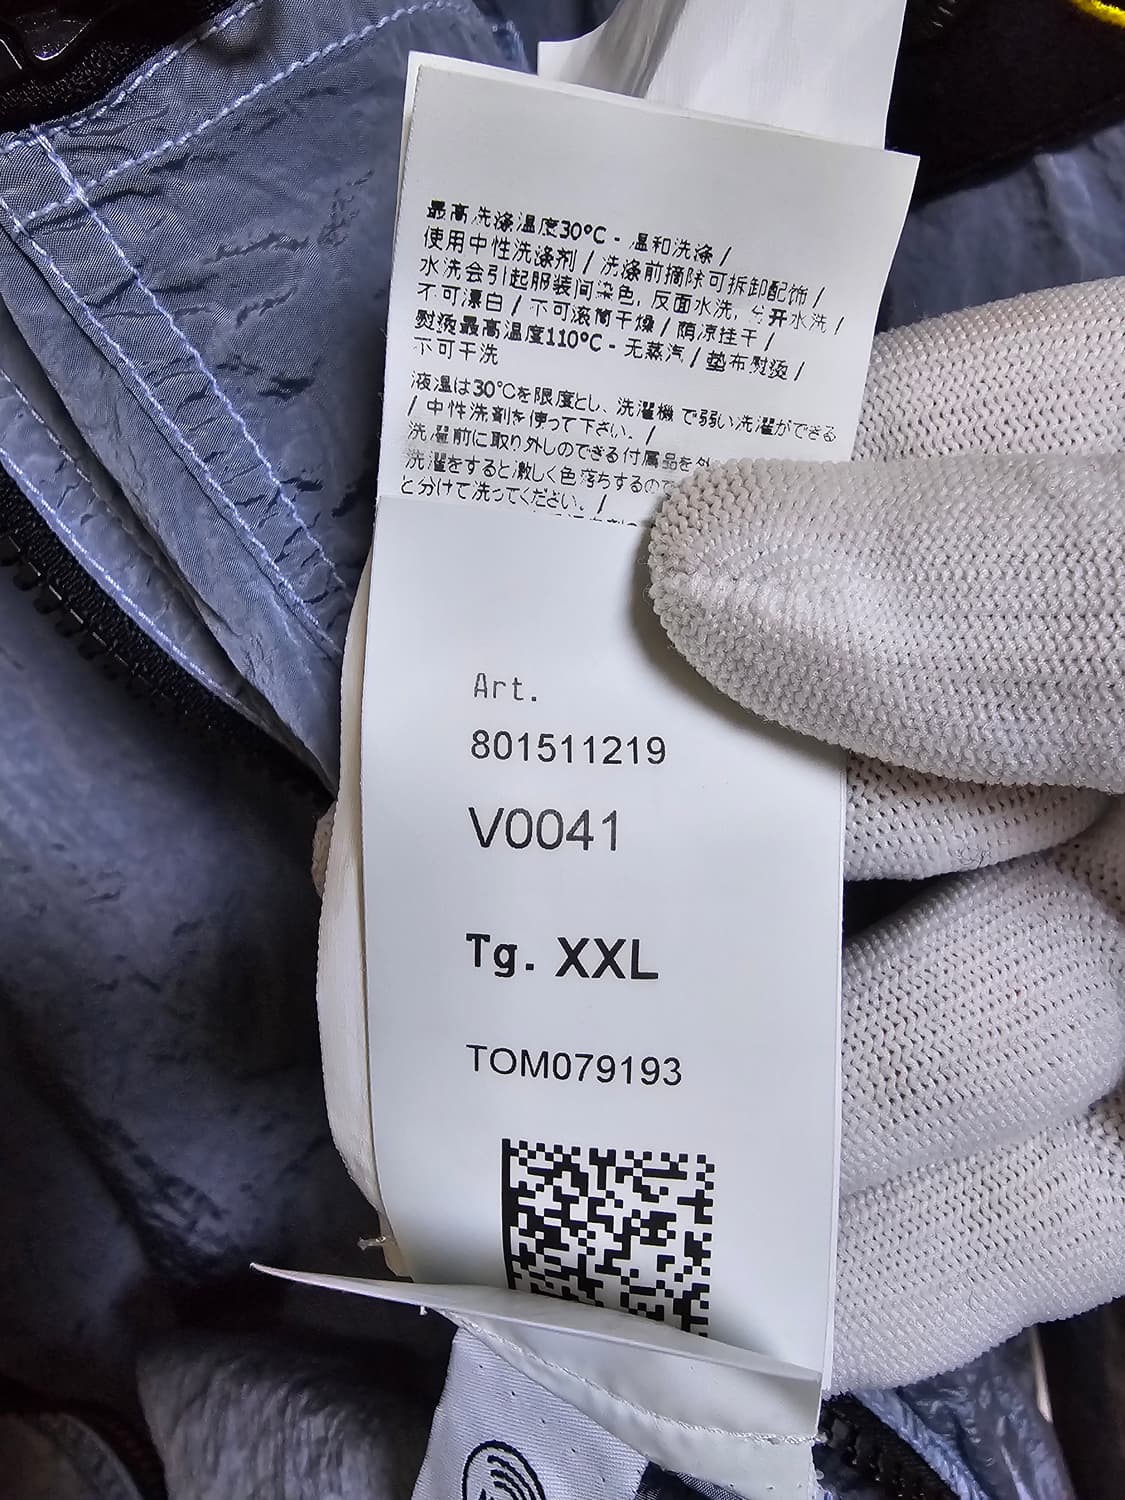 最高洗涤温度30°C - 温和洗涤 /
使用中性洗涤剂 / 洗涤前摘除可拆卸配饰 /
水洗会引起服装间染色, 反面水洗, 分开水洗 /
不可漂白 / 不可滚筒干燥 / 阴凉挂干 /
熨烫最高温度110°C - 无蒸汽 / 垫布熨烫 /
不可干洗
液温は30℃を限度とし、洗濯機 で弱い洗濯ができる
/ 中性洗剤を使って下さい。/
洗濯前に取り外しのできる付属品を外
洗濯をすると激しく色落ちするので
と分けて洗ってください。/
Art.
801511219
V0041
Tg. XXL
TOM079193